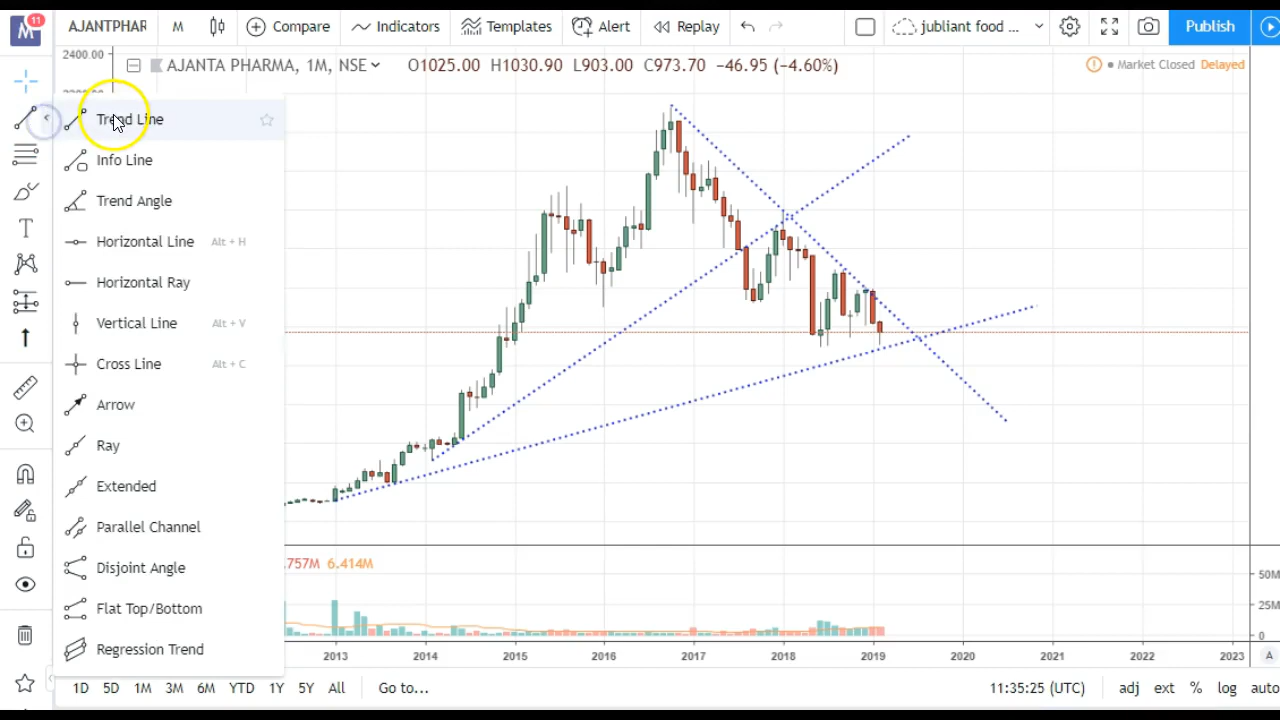 11
AJANTPHAR M Compare Indicators Templates Alert Replay jubliant food ... Publish
2400.00
AJANTA PHARMA, 1M, NSE O1025.00 H1030.90 L903.00 C973.70 −46.95 (−4.60%)
Market Closed Delayed
Trend Line
Info Line
Trend Angle
Horizontal Line Alt + H
Horizontal Ray
Vertical Line Alt + V
Cross Line Alt + C
Arrow
Ray
Extended
Parallel Channel
Disjoint Angle
Flat Top/Bottom
Regression Trend
.757M 6.414M
50M
25M
0
2013 2014 2015 2016 2017 2018 2019 2020 2021 2022 2023 A
1D 5D 1M 3M 6M YTD 1Y 5Y All Go to... 11:35:25 (UTC) adj ext % log auto